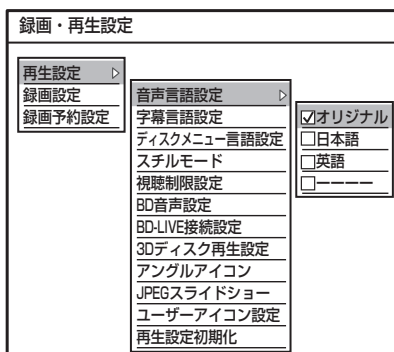 録画・再生設定
再生設定
録画設定
録画予約設定
音声言語設定
字幕言語設定
ディスクメニュー言語設定
スチルモード
視聴制限設定
BD音声設定
BD-LIVE接続設定
3Dディスク再生設定
アングルアイコン
JPEGスライドショー
ユーザーアイコン設定
再生設定初期化
オリジナル
日本語
英語
ーーーー